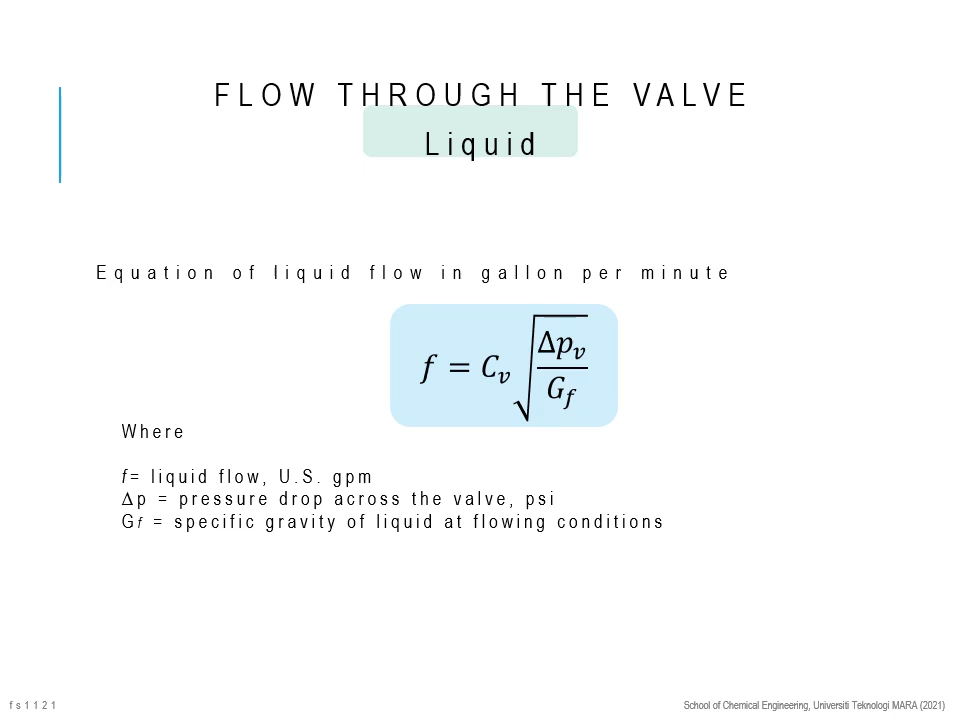 FLOW THROUGH THE VALVE
Liquid
Equation of liquid flow in gallon per minute
f = C_v √(Δp_v / G_f)
Where
f= liquid flow, U.S. gpm
Δp = pressure drop across the valve, psi
Gf = specific gravity of liquid at flowing conditions
fs1121
School of Chemical Engineering, Universiti Teknologi MARA (2021)